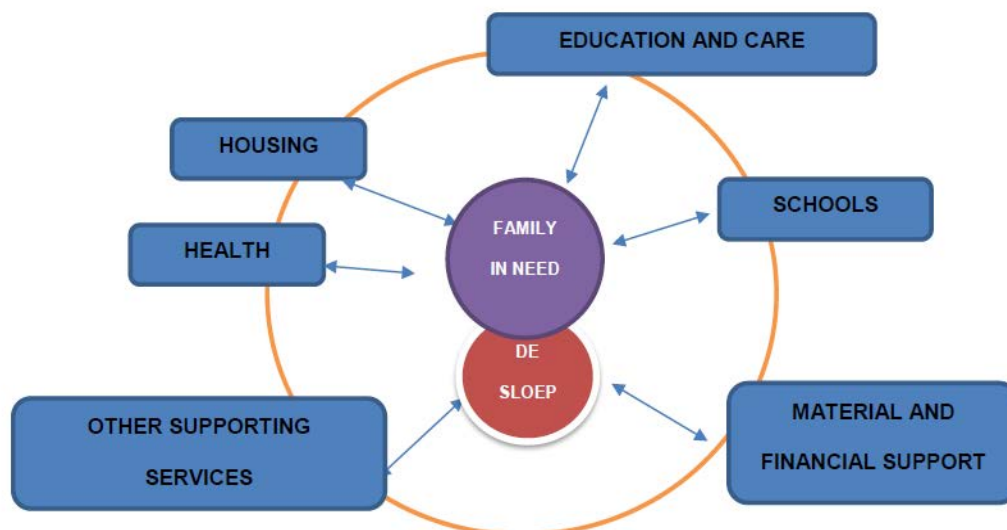 EDUCATION AND CARE
HOUSING
SCHOOLS
FAMILY
IN NEED
HEALTH
DE
SLOEP
OTHER SUPPORTING
SERVICES
MATERIAL AND
FINANCIAL SUPPORT